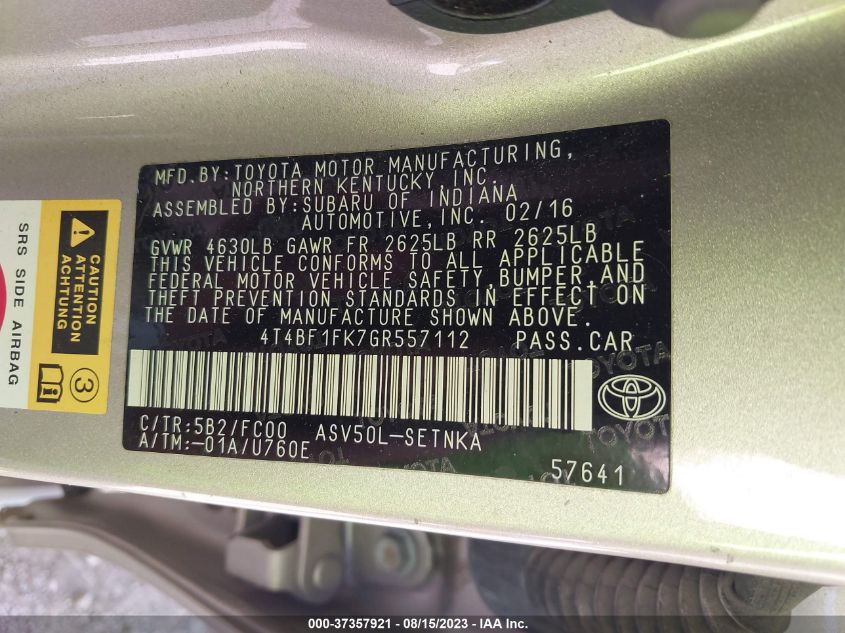 MFD.BY:TOYOTA MOTOR MANUFACTURING,
NORTHERN KENTUCKY, INC.
ASSEMBLED BY:SUBARU OF INDIANA
AUTOMOTIVE,INC. 02/16
GVWR 4630LB GAWR FR 2625LB RR 2625LB
THIS VEHICLE CONFORMS TO ALL APPLICABLE
FEDERAL MOTOR VEHICLE SAFETY,BUMPER,AND
THEFT PREVENTION STANDARDS IN EFFECT ON
THE DATE OF MANUFACTURE SHOWN ABOVE.
4T4BF1FK7GR557112 PASS.CAR
C/TR:5B2/FC00 ASV50L-SETNKA
A/TM:-01A/U760E
57641
SRS SIDE AIRBAG
CAUTION
ATTENTION
ACHTUNG
3
000-37357921 - 08/15/2023 - IAA Inc.